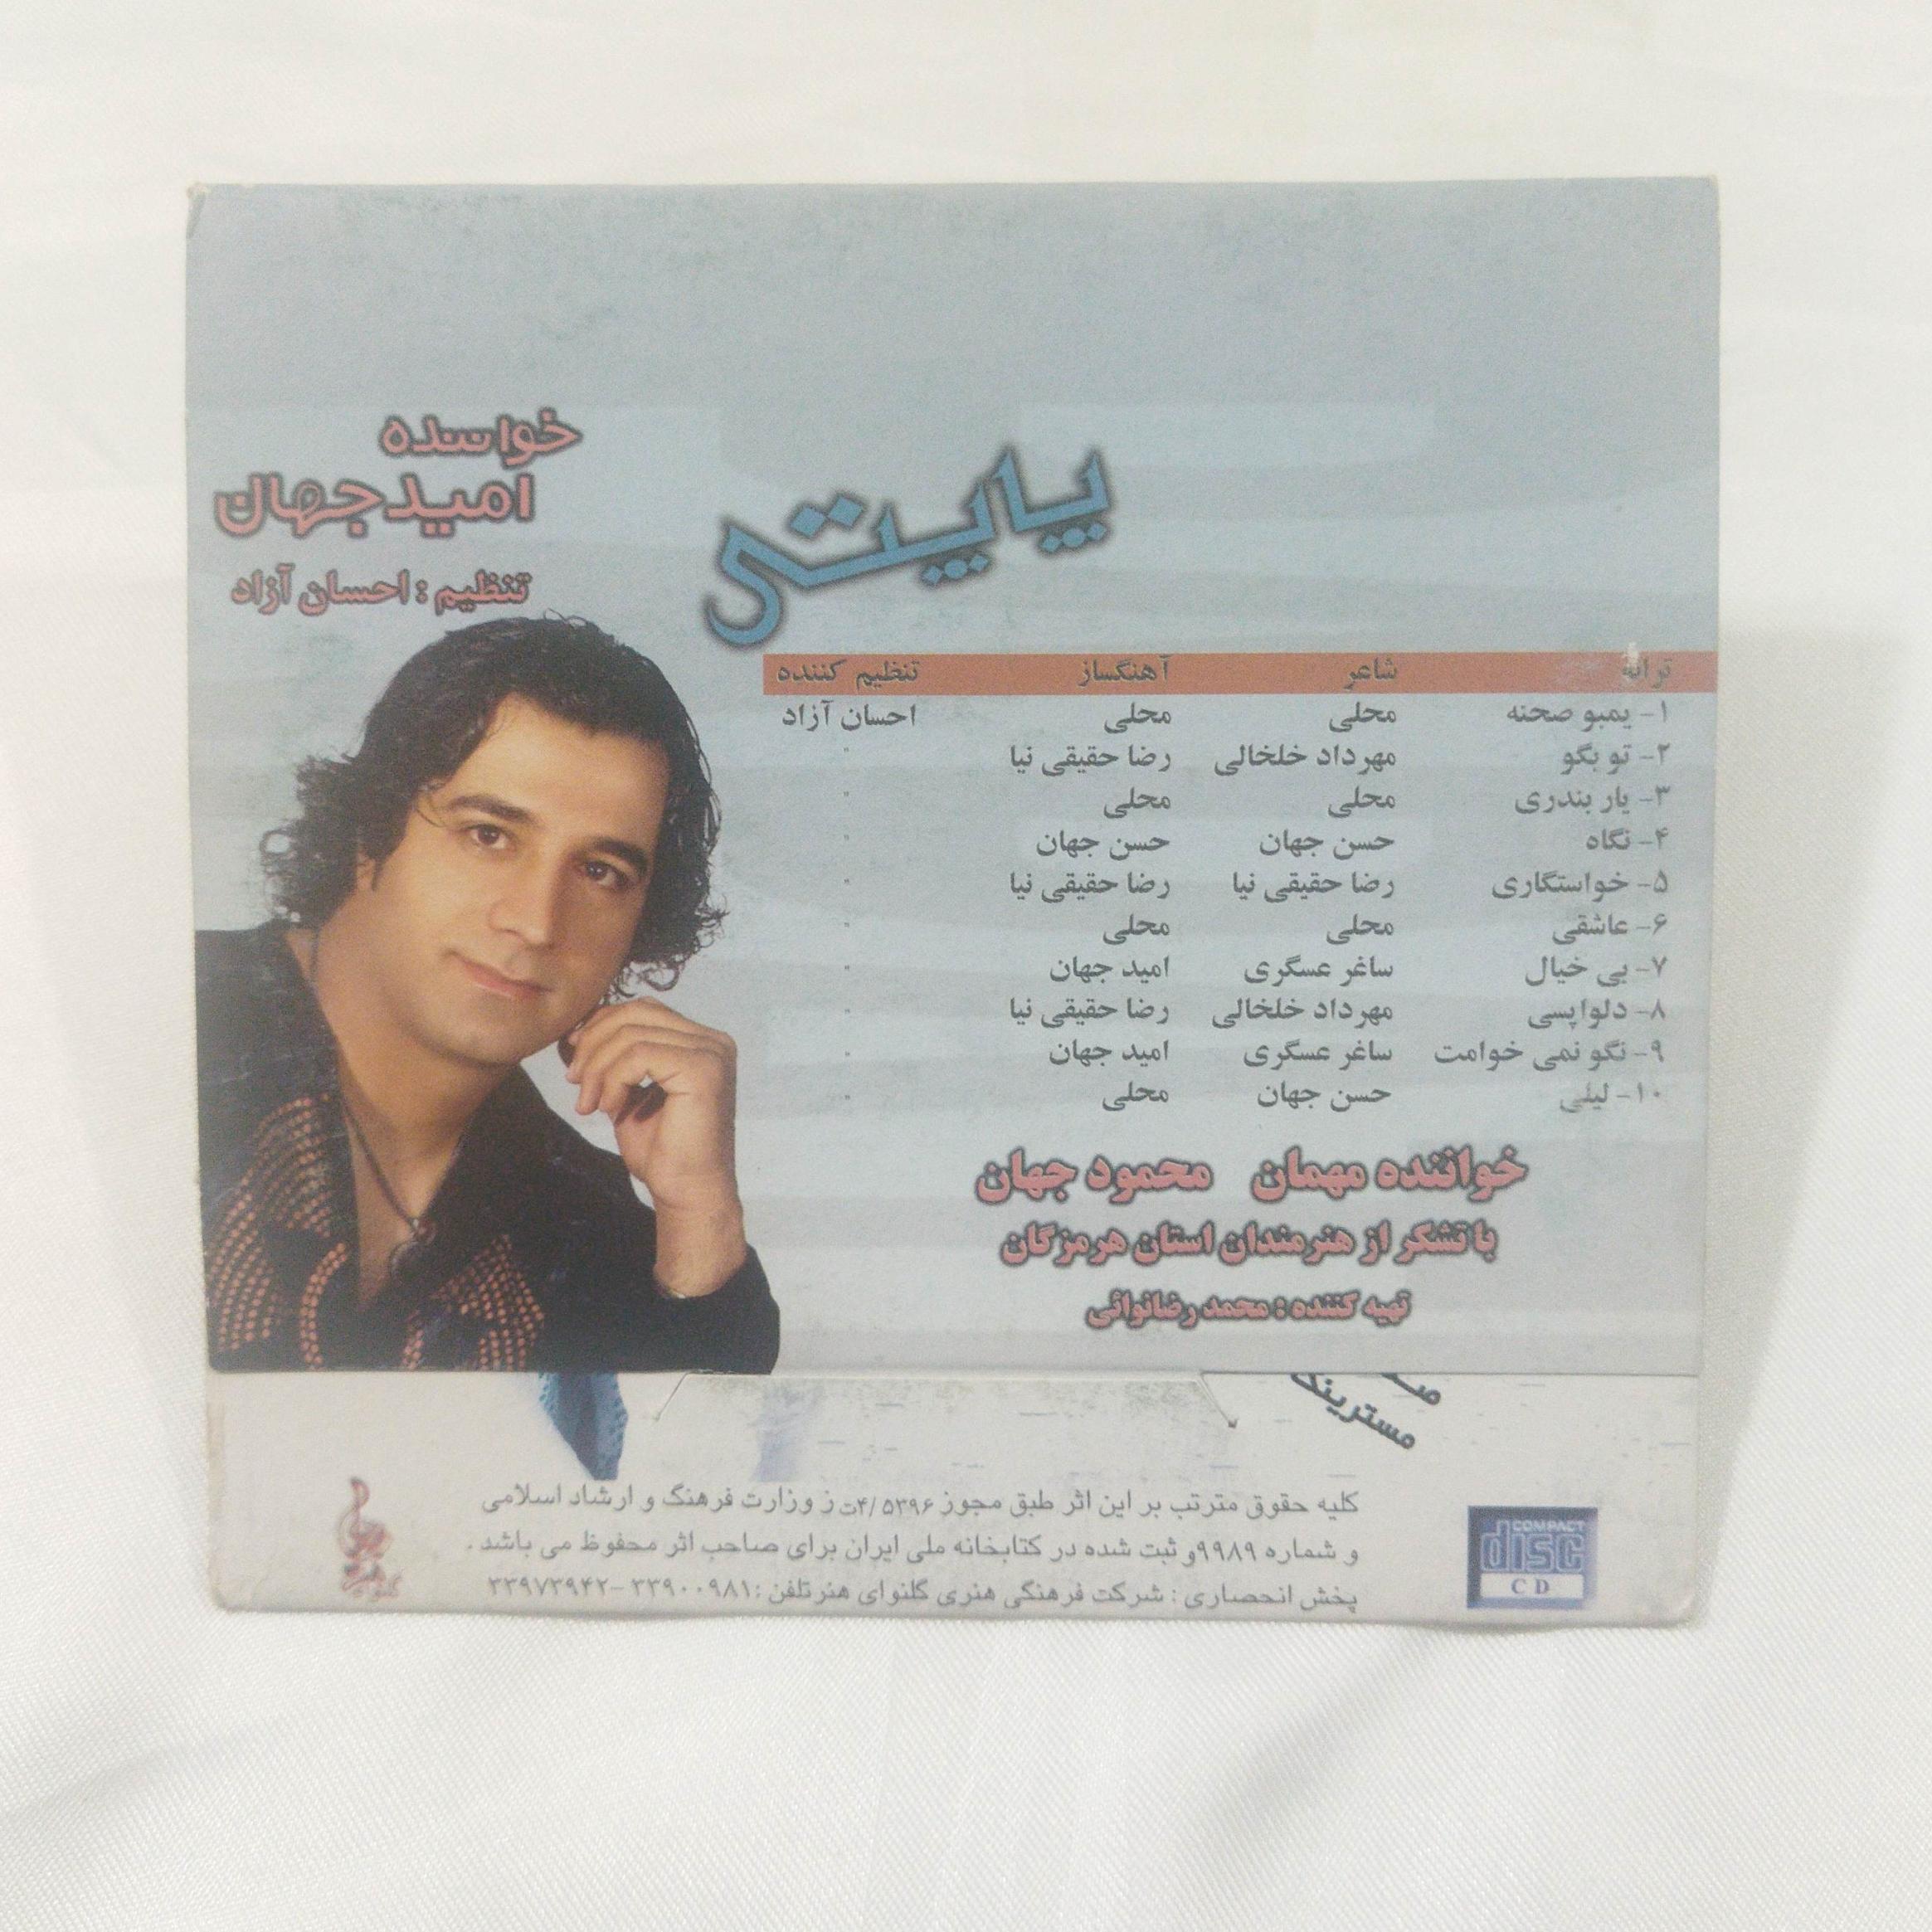 خواننده
امید جهان
تنظیم : احسان آزاد
پاپتی
ترانه شاعر آهنگساز تنظیم کننده
۱- یمبو صحنه محلی محلی احسان آزاد
۲- تو بگو مهرداد خلخالی رضا حقیقی نیا "
۳- یار بندری محلی محلی "
۴- نگاه حسن جهان حسن جهان "
۵- خواستگاری رضا حقیقی نیا رضا حقیقی نیا "
۶- عاشقی محلی محلی "
۷- بی خیال ساغر عسگری امید جهان "
۸- دلواپسی مهرداد خلخالی رضا حقیقی نیا "
۹- نگو نمی خوامت ساغر عسگری امید جهان "
۱۰- لیلی حسن جهان محلی "
خواننده مهمان محمود جهان
با تشکر از هنرمندان استان هرمزگان
تهیه کننده : محمد رضانوائی
مسترینگ
کلیه حقوق مترتب بر این اثر طبق مجوز ۵۳۹۶/۴ت ز وزارت فرهنگ و ارشاد اسلامی
و شماره ۹۹۸۹و ثبت شده در کتابخانه ملی ایران برای صاحب اثر محفوظ می باشد .
پخش انحصاری : شرکت فرهنگی هنری گلنوای هنر تلفن :۳۳۹۰۰۹۸۱ -۳۳۹۷۳۹۴۲
COMPACT
disc
CD